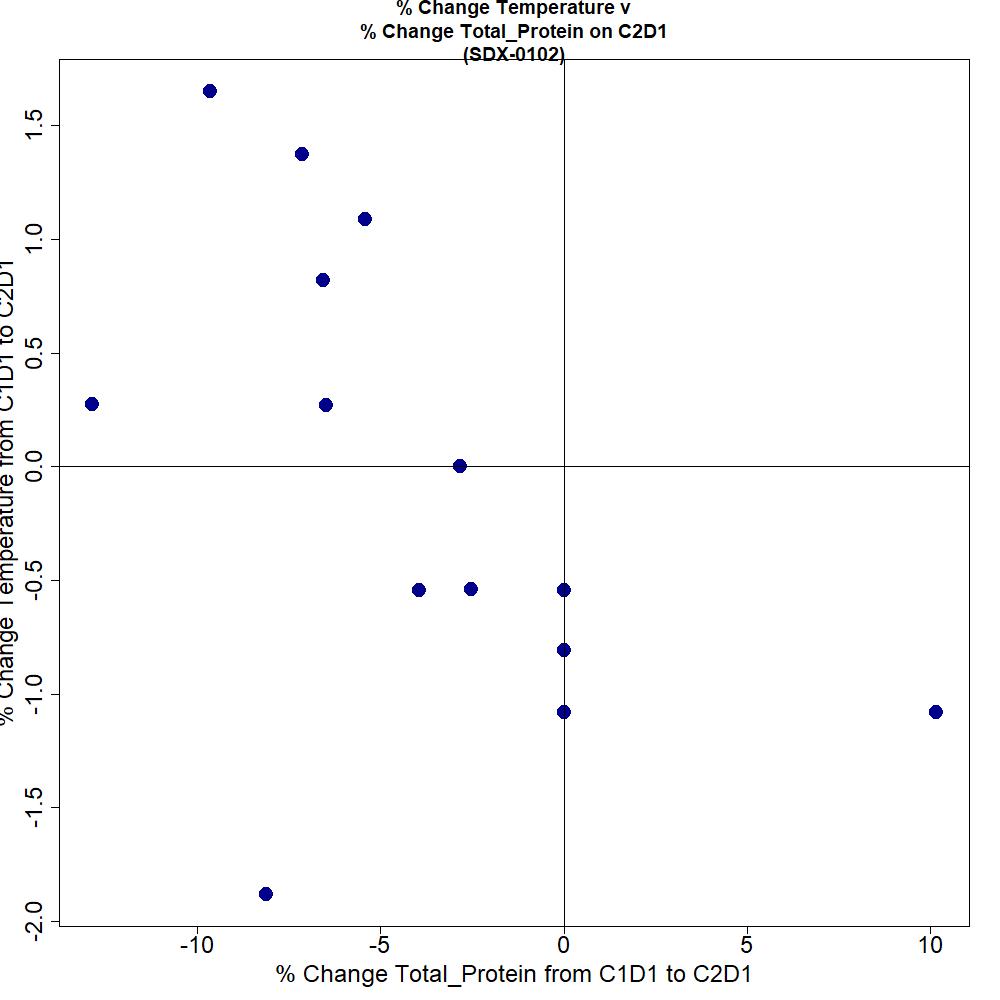 % Change Temperature v
% Change Total_Protein on C2D1
(SDX-0102)
% Change Temperature from C1D1 to C2D1
1.5
1.0
0.5
0.0
-0.5
-1.0
-1.5
-2.0
-10
-5
0
5
10
% Change Total_Protein from C1D1 to C2D1